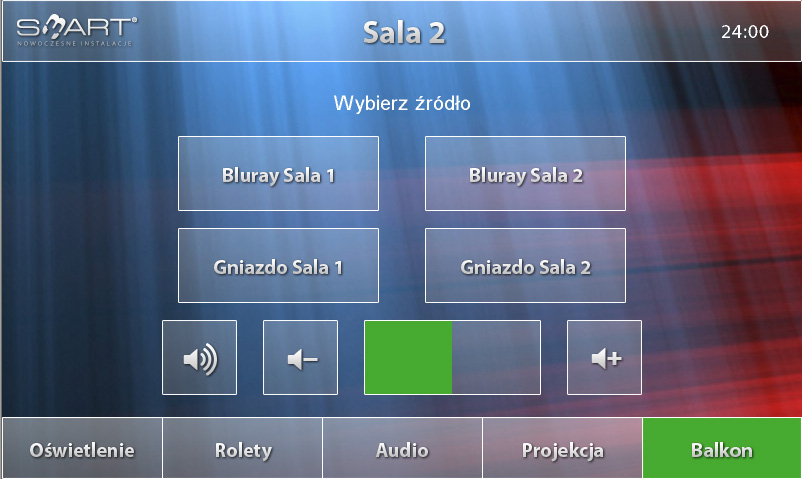 SMART®
NOWOCZESNE INSTALACJE
Sala 2
24:00
Wybierz źródło
Bluray Sala 1
Bluray Sala 2
Gniazdo Sala 1
Gniazdo Sala 2
Oświetlenie
Rolety
Audio
Projekcja
Balkon